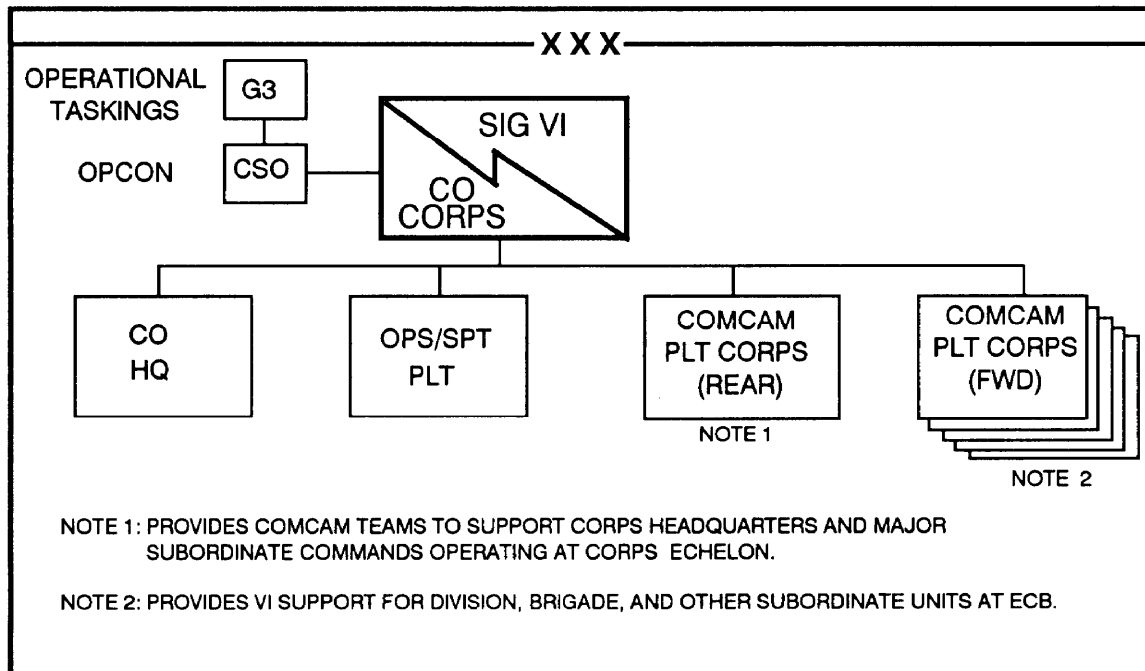 XXX
OPERATIONAL
TASKINGS
G3
OPCON
CSO
SIG VI
CO
CORPS
CO
HQ
OPS/SPT
PLT
COMCAM
PLT CORPS
(REAR)
NOTE 1
COMCAM
PLT CORPS
(FWD)
NOTE 2
NOTE 1: PROVIDES COMCAM TEAMS TO SUPPORT CORPS HEADQUARTERS AND MAJOR
SUBORDINATE COMMANDS OPERATING AT CORPS ECHELON.
NOTE 2: PROVIDES VI SUPPORT FOR DIVISION, BRIGADE, AND OTHER SUBORDINATE UNITS AT ECB.